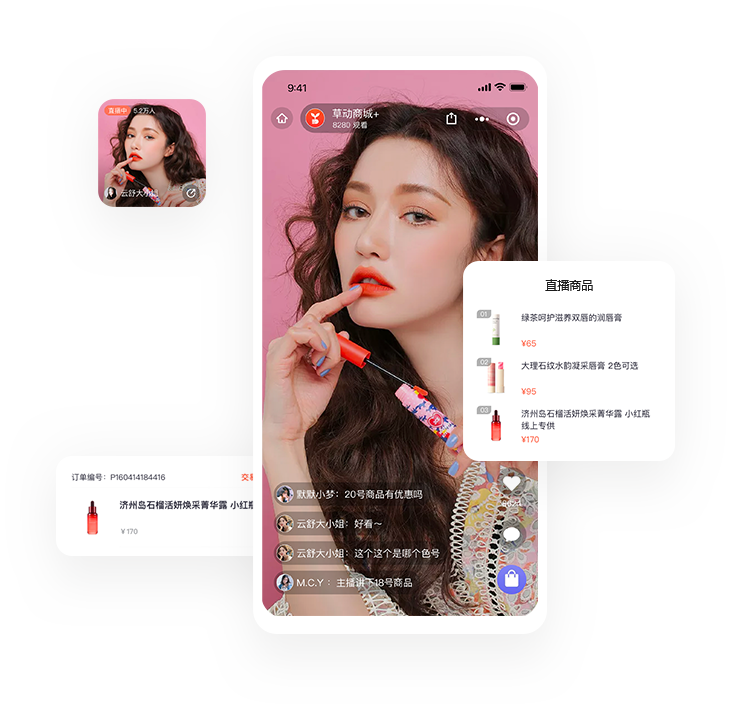 9:41
草动商城+
8280 观看
直播中
5.2万人
云舒大小姐
直播商品
01
绿茶呵护滋养双唇的润唇膏
¥65
02
大理石纹水韵凝采唇膏 2色可选
¥95
03
济州岛石榴活妍焕采菁华露 小红瓶
线上专供
¥170
订单编号：P160414184416
济州岛石榴活妍焕采菁华露 小红瓶
¥170
默默小梦：20号商品有优惠吗
云舒大小姐：好看～
云舒大小姐：这个这个是哪个色号
M.C.Y ：主播讲下18号商品